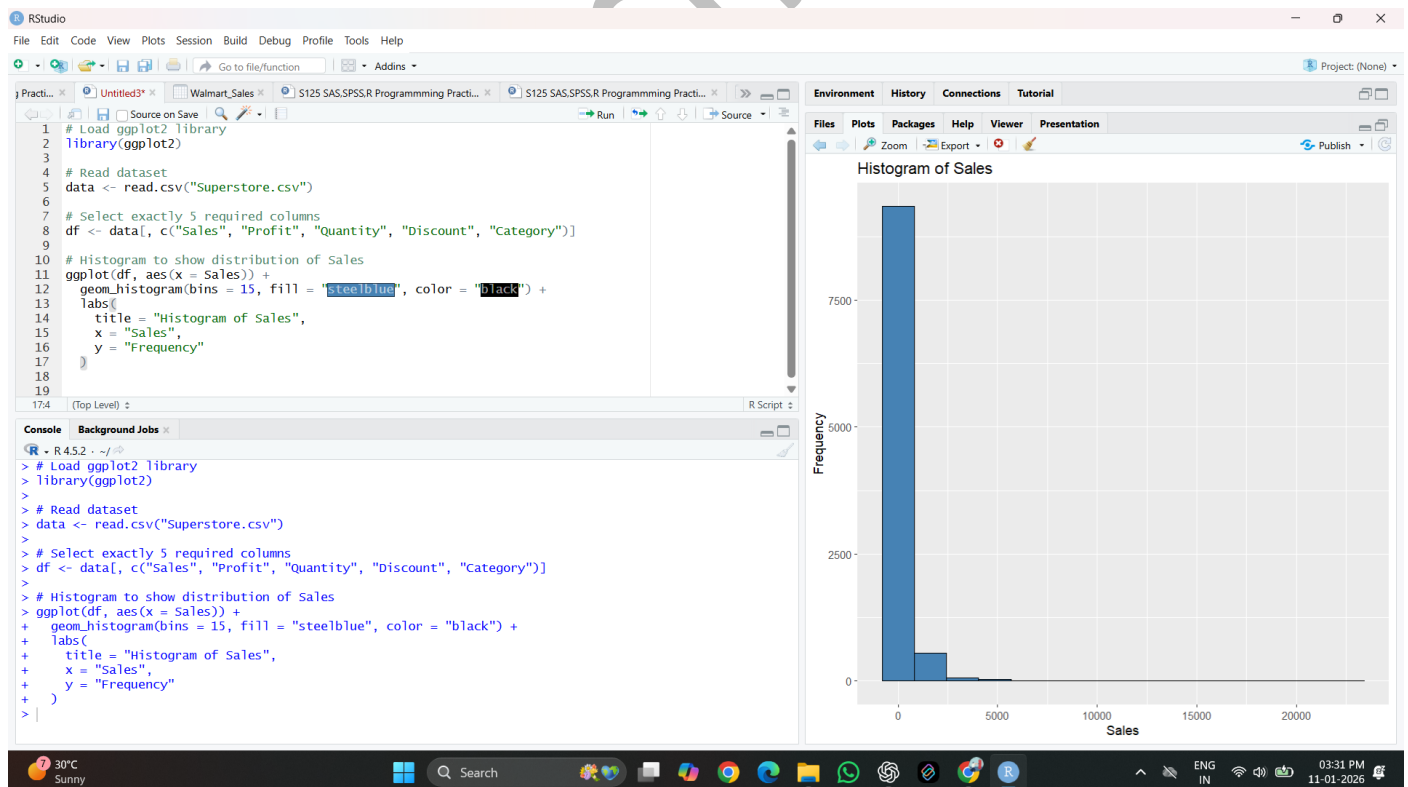 RStudio
File Edit Code View Plots Session Build Debug Profile Tools Help
Go to file/function Addins Project: (None)
g Practi... Untitled3* Walmart_Sales S125 SAS,SPSS,R Programmming Practi... S125 SAS,SPSS,R Programmming Practi...
Source on Save Run Source
1 # Load ggplot2 library
2 library(ggplot2)
3
4 # Read dataset
5 data <- read.csv("Superstore.csv")
6
7 # Select exactly 5 required columns
8 df <- data[, c("Sales", "Profit", "Quantity", "Discount", "Category")]
9
10 # Histogram to show distribution of Sales
11 ggplot(df, aes(x = Sales)) +
12 geom_histogram(bins = 15, fill = "steelblue", color = "black") +
13 labs(
14 title = "Histogram of Sales",
15 x = "Sales",
16 y = "Frequency"
17 )
18
19
17:4 (Top Level) R Script
Console Background Jobs
R R 4.5.2 · ~/
> # Load ggplot2 library
> library(ggplot2)
>
> # Read dataset
> data <- read.csv("Superstore.csv")
>
> # Select exactly 5 required columns
> df <- data[, c("Sales", "Profit", "Quantity", "Discount", "Category")]
>
> # Histogram to show distribution of Sales
> ggplot(df, aes(x = Sales)) +
+ geom_histogram(bins = 15, fill = "steelblue", color = "black") +
+ labs(
+ title = "Histogram of Sales",
+ x = "Sales",
+ y = "Frequency"
+ )
>
Environment History Connections Tutorial
Files Plots Packages Help Viewer Presentation
Zoom Export Publish
Histogram of Sales
7500
5000
2500
0
Frequency
0 5000 10000 15000 20000
Sales
7 30°C
Sunny
Search
R
ENG
IN
03:31 PM
11-01-2026